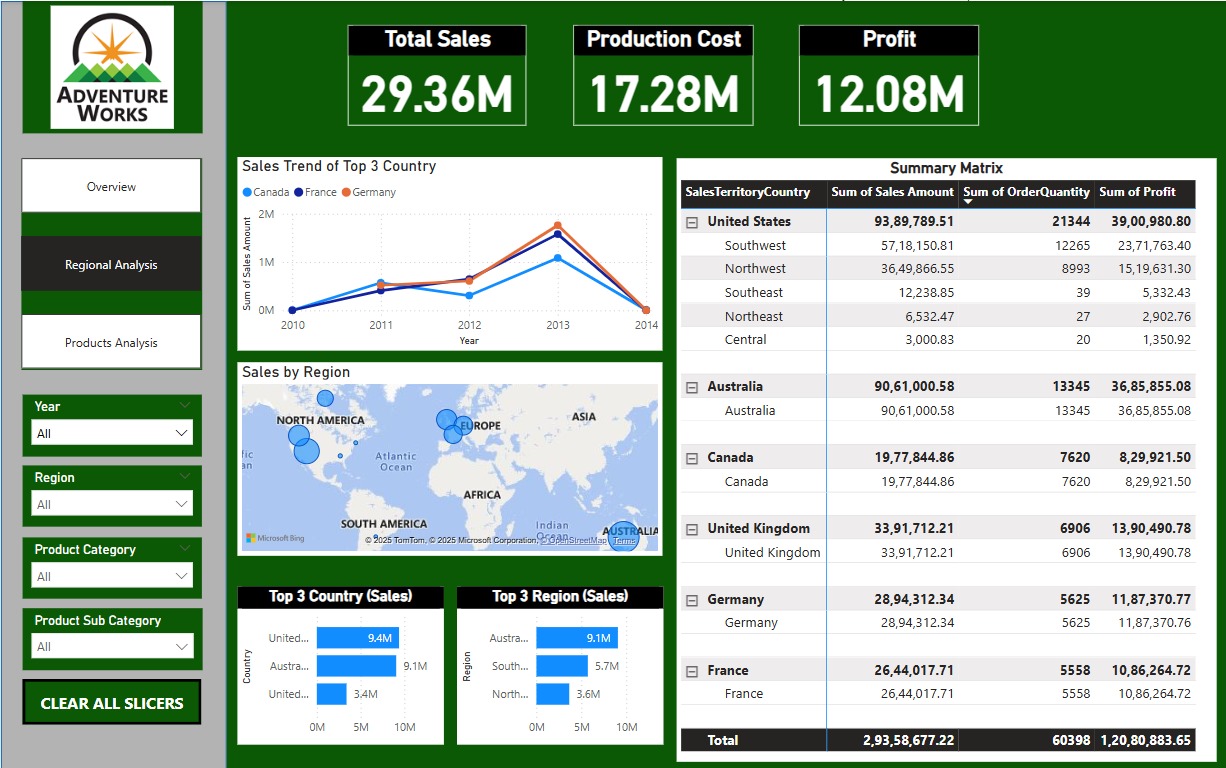 ADVENTURE
WORKS
Overview
Regional Analysis
Products Analysis
Year
All
Region
All
Product Category
All
Product Sub Category
All
CLEAR ALL SLICERS
Total Sales
29.36M
Production Cost
17.28M
Profit
12.08M
Sales Trend of Top 3 Country
Canada France Germany
Sum of Sales Amount
2M
1M
0M
2010 2011 2012 2013 2014
Year
Sales by Region
NORTH AMERICA
EUROPE
ASIA
Atlantic
Ocean
AFRICA
SOUTH AMERICA
Indian
Ocean
AUSTRALIA
Microsoft Bing
© 2025 TomTom, © 2025 Microsoft Corporation, © OpenStreetMap Terms
Top 3 Country (Sales)
Country
United... 9.4M
Austra... 9.1M
United... 3.4M
0M 5M 10M
Top 3 Region (Sales)
Region
Austra... 9.1M
South... 5.7M
North... 3.6M
0M 5M 10M
Summary Matrix
SalesTerritoryCountry Sum of Sales Amount Sum of OrderQuantity Sum of Profit
United States 93,89,789.51 21344 39,00,980.80
Southwest 57,18,150.81 12265 23,71,763.40
Northwest 36,49,866.55 8993 15,19,631.30
Southeast 12,238.85 39 5,332.43
Northeast 6,532.47 27 2,902.76
Central 3,000.83 20 1,350.92
Australia 90,61,000.58 13345 36,85,855.08
Australia 90,61,000.58 13345 36,85,855.08
Canada 19,77,844.86 7620 8,29,921.50
Canada 19,77,844.86 7620 8,29,921.50
United Kingdom 33,91,712.21 6906 13,90,490.78
United Kingdom 33,91,712.21 6906 13,90,490.78
Germany 28,94,312.34 5625 11,87,370.77
Germany 28,94,312.34 5625 11,87,370.76
France 26,44,017.71 5558 10,86,264.72
France 26,44,017.71 5558 10,86,264.72
Total 2,93,58,677.22 60398 1,20,80,883.65